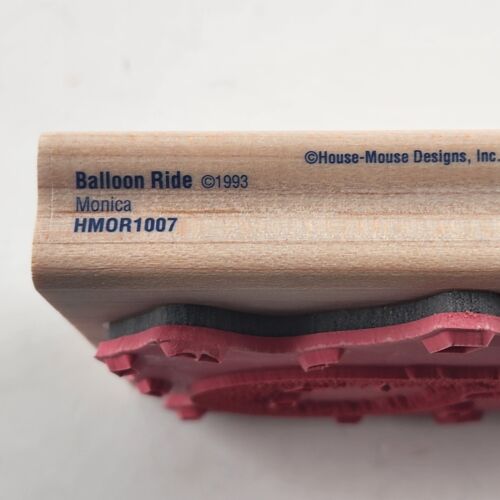 ©House-Mouse Designs, Inc.
Balloon Ride ©1993
Monica
HMOR1007